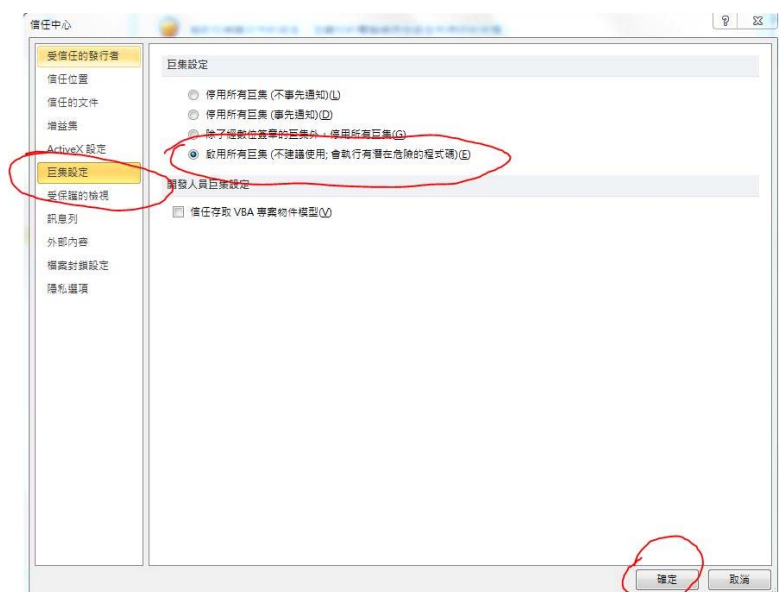 信任中心
受信任的發行者
信任位置
信任的文件
增益集
ActiveX 設定
巨集設定
受保護的檢視
訊息列
外部內容
檔案封鎖設定
隱私選項
巨集設定
停用所有巨集 (不事先通知)(L)
停用所有巨集 (事先通知)(D)
除了經數位簽章的巨集外，停用所有巨集(G)
啟用所有巨集 (不建議使用; 會執行有潛在危險的程式碼)(E)
開發人員巨集設定
信任存取 VBA 專案物件模型(V)
確定
取消